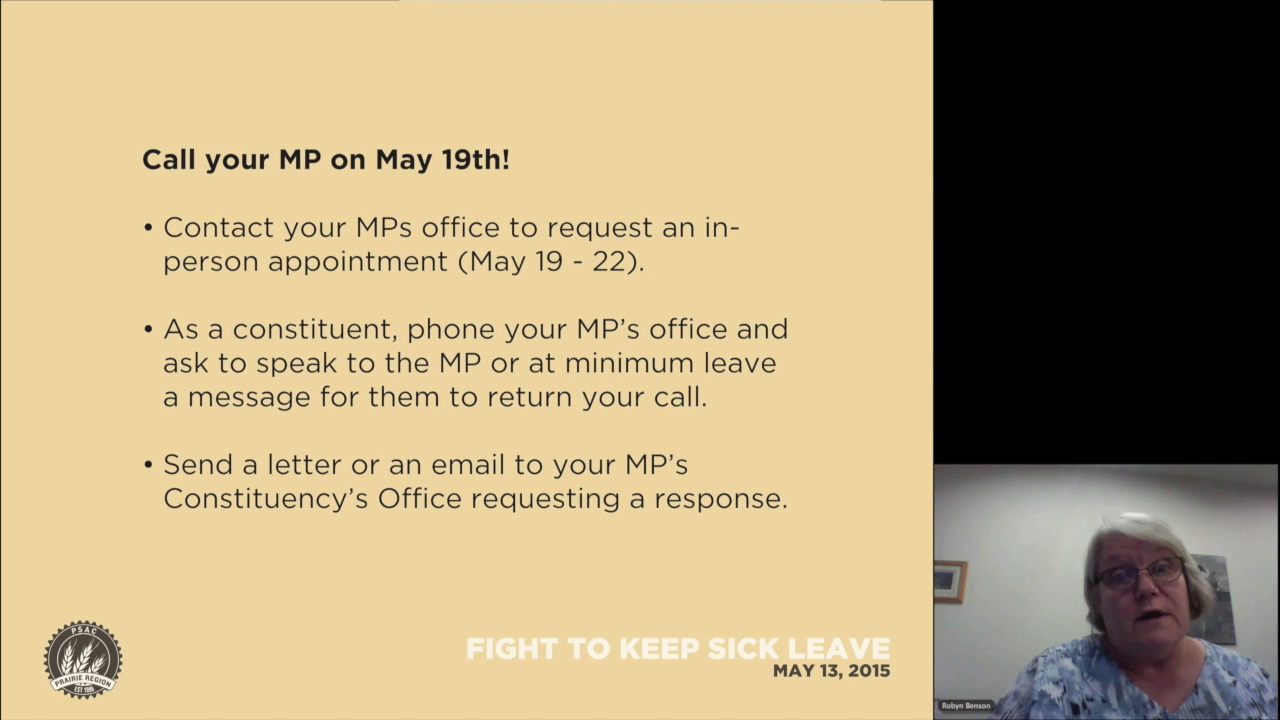 Call your MP on May 19th!
• Contact your MPs office to request an in-
person appointment (May 19 - 22).
• As a constituent, phone your MP’s office and
ask to speak to the MP or at minimum leave
a message for them to return your call.
• Send a letter or an email to your MP’s
Constituency’s Office requesting a response.
PSAC
PRAIRIE REGION
EST 1966
FIGHT TO KEEP SICK LEAVE
MAY 13, 2015
Robyn Benson